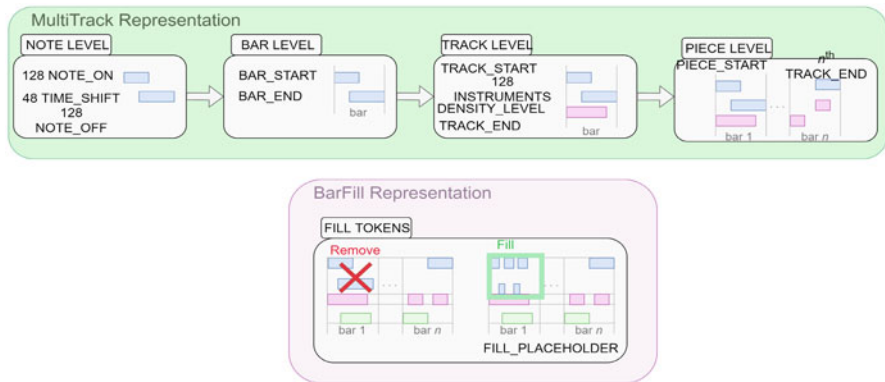 MultiTrack Representation
NOTE LEVEL
128 NOTE_ON
48 TIME_SHIFT
128
NOTE_OFF
BAR LEVEL
BAR_START
BAR_END
bar
TRACK LEVEL
TRACK_START
128
INSTRUMENTS
DENSITY_LEVEL
TRACK_END
bar
PIECE LEVEL
PIECE_START
nth
TRACK_END
. . .
bar 1
bar n
BarFill Representation
FILL TOKENS
Remove
. . .
bar 1
bar n
Fill
. . .
bar 1
bar n
FILL_PLACEHOLDER